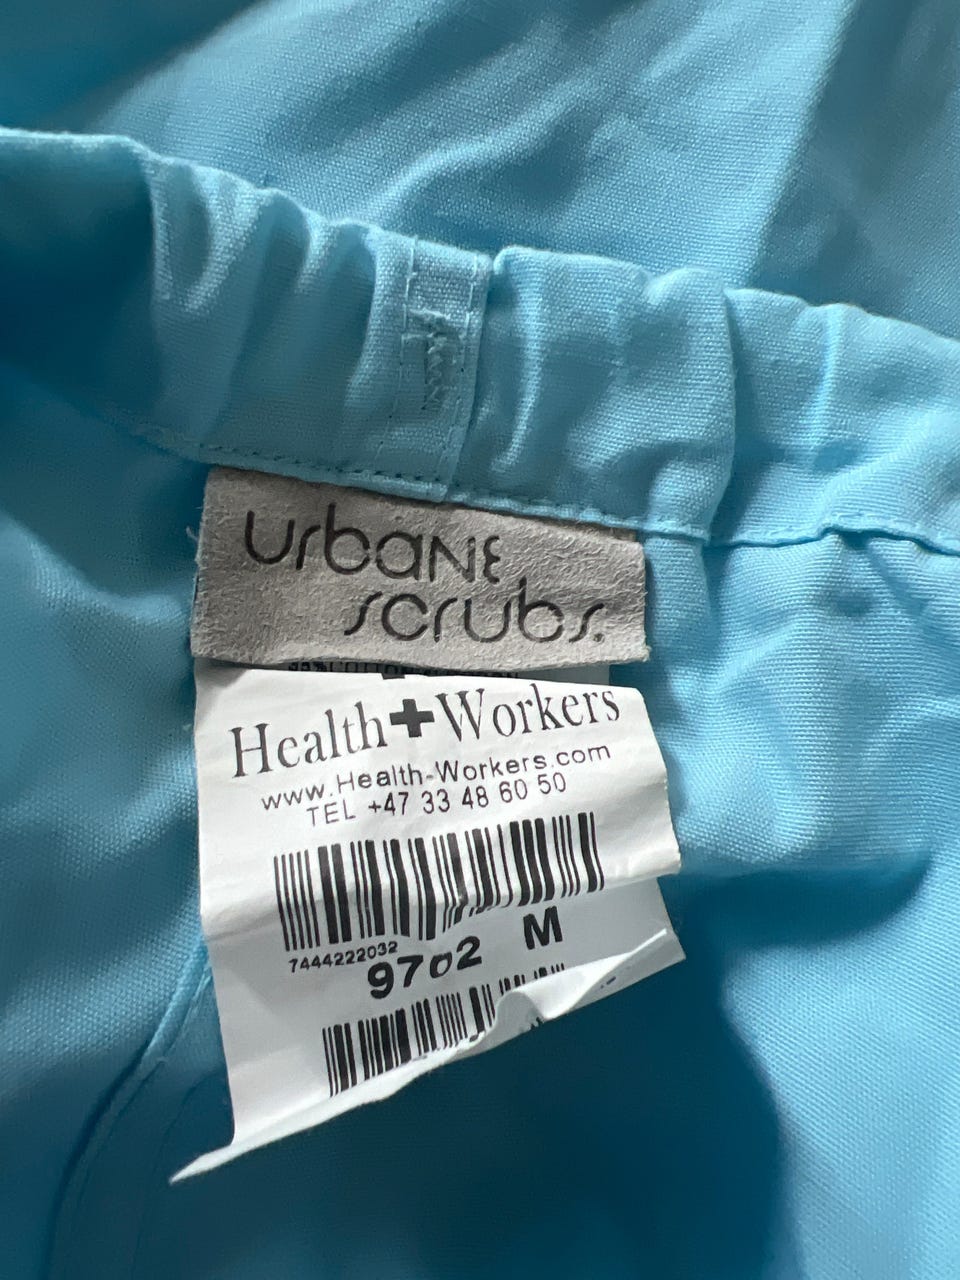 urbaNE
scrubs.
Health+Workers
www.Health-Workers.com
TEL +47 33 48 60 50
7444222032
9702 M